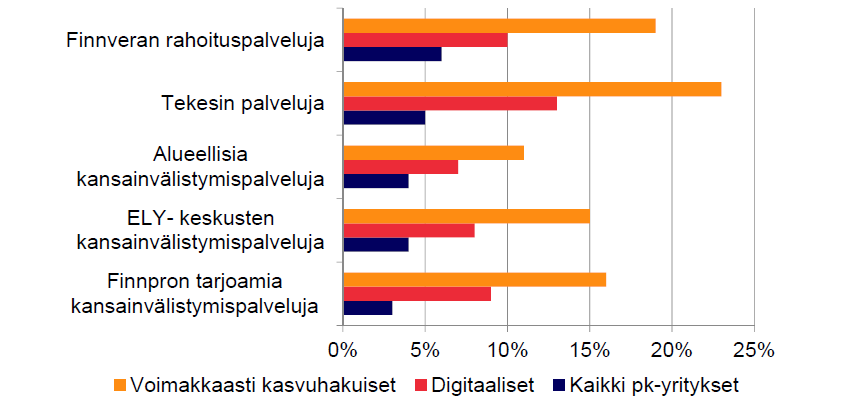 Finnveran rahoituspalveluja
Tekesin palveluja
Alueellisia
kansainvälistymispalveluja
ELY- keskusten
kansainvälistymispalveluja
Finnpron tarjoamia
kansainvälistymispalveluja
0% 5% 10% 15% 20% 25%
Voimakkaasti kasvuhakuiset Digitaaliset Kaikki pk-yritykset